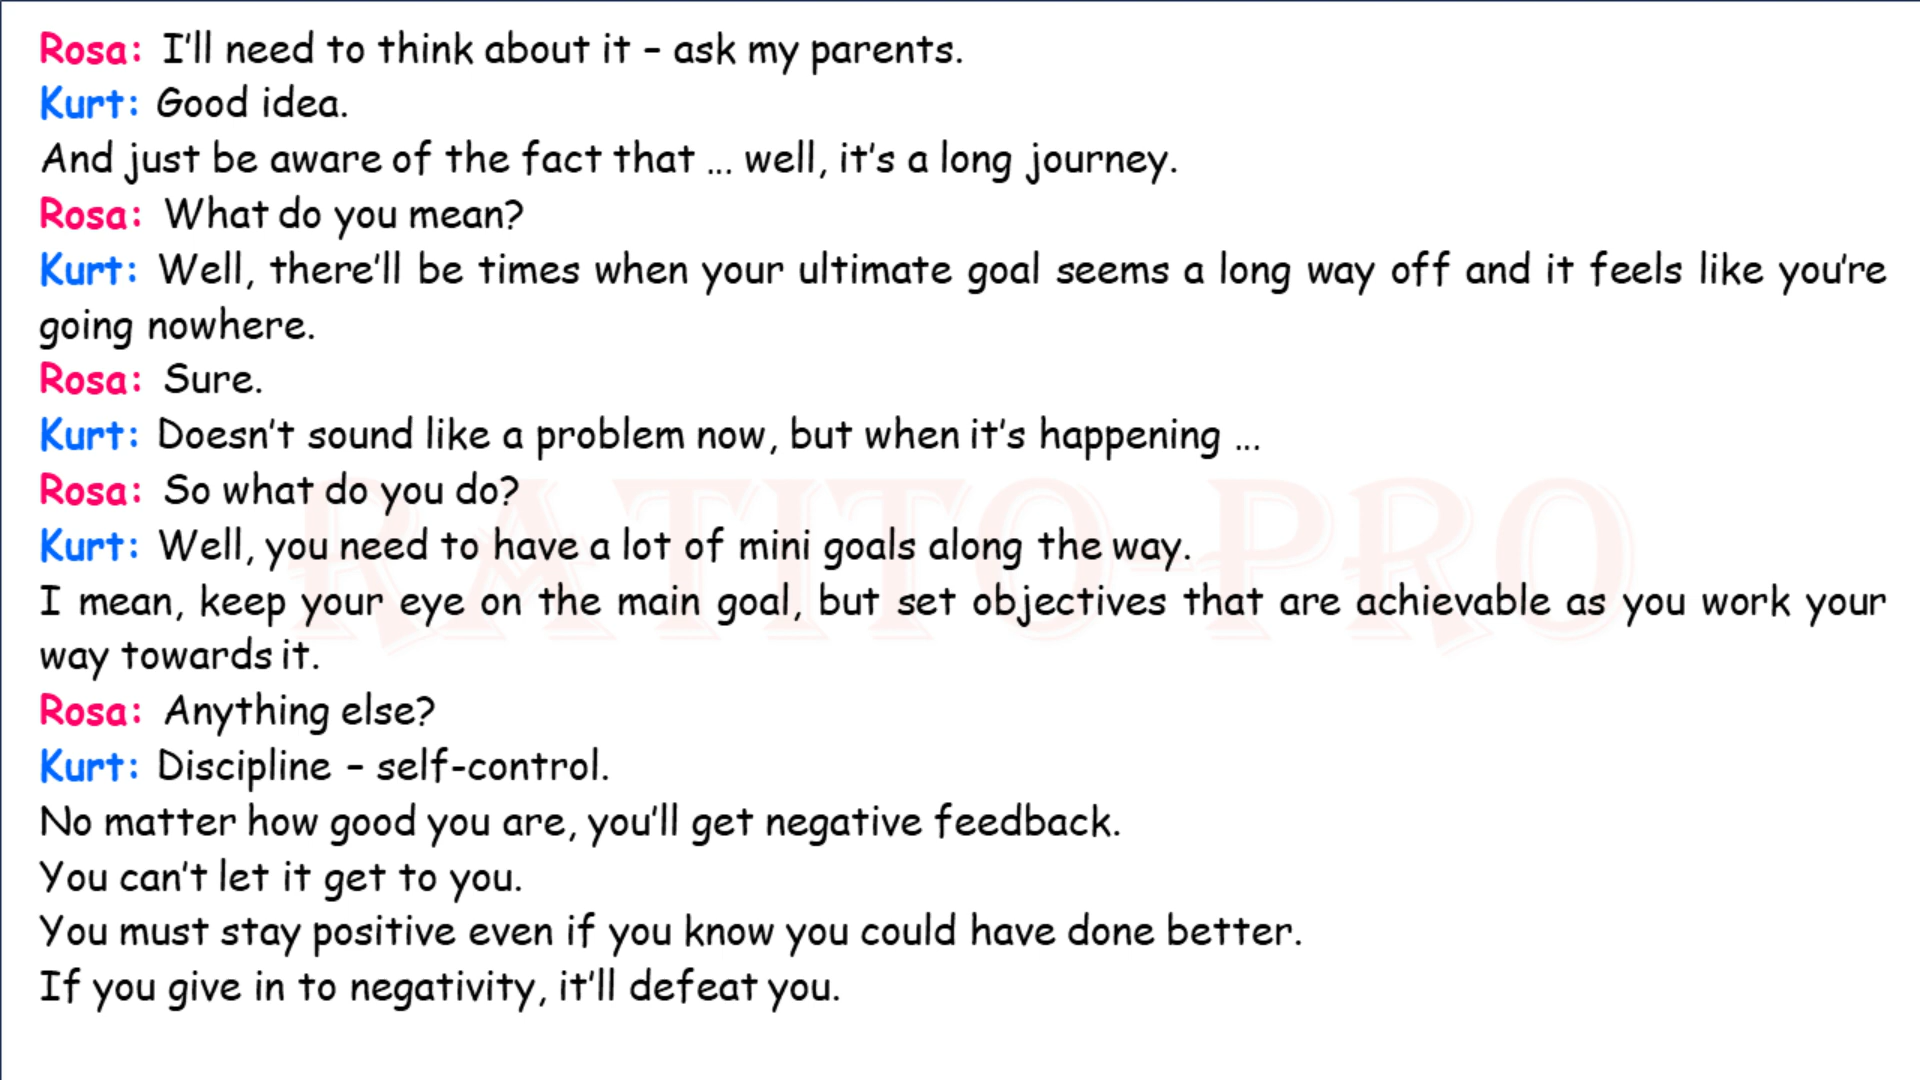 Rosa: I'll need to think about it – ask my parents.
Kurt: Good idea.
And just be aware of the fact that ... well, it's a long journey.
Rosa: What do you mean?
Kurt: Well, there'll be times when your ultimate goal seems a long way off and it feels like you're
going nowhere.
Rosa: Sure.
Kurt: Doesn't sound like a problem now, but when it's happening ...
Rosa: So what do you do?
Kurt: Well, you need to have a lot of mini goals along the way.
I mean, keep your eye on the main goal, but set objectives that are achievable as you work your
way towards it.
Rosa: Anything else?
Kurt: Discipline – self-control.
No matter how good you are, you'll get negative feedback.
You can't let it get to you.
You must stay positive even if you know you could have done better.
If you give in to negativity, it'll defeat you.
RATITO-PRO